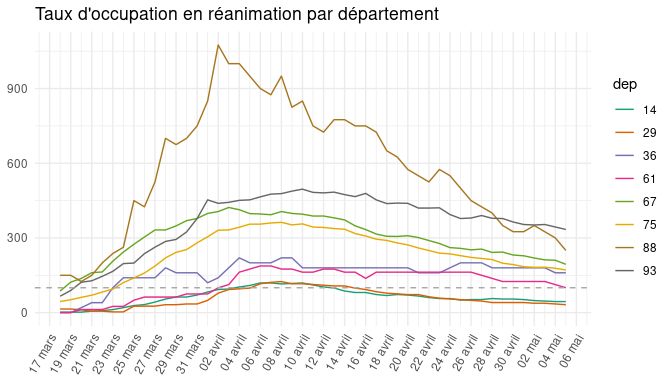 Taux d'occupation en réanimation par département
900
600
300
0
17 mars
19 mars
21 mars
23 mars
25 mars
27 mars
29 mars
31 mars
02 avril
04 avril
06 avril
08 avril
10 avril
12 avril
14 avril
16 avril
18 avril
20 avril
22 avril
24 avril
26 avril
28 avril
30 avril
02 mai
04 mai
06 mai
dep
14
29
36
61
67
75
88
93